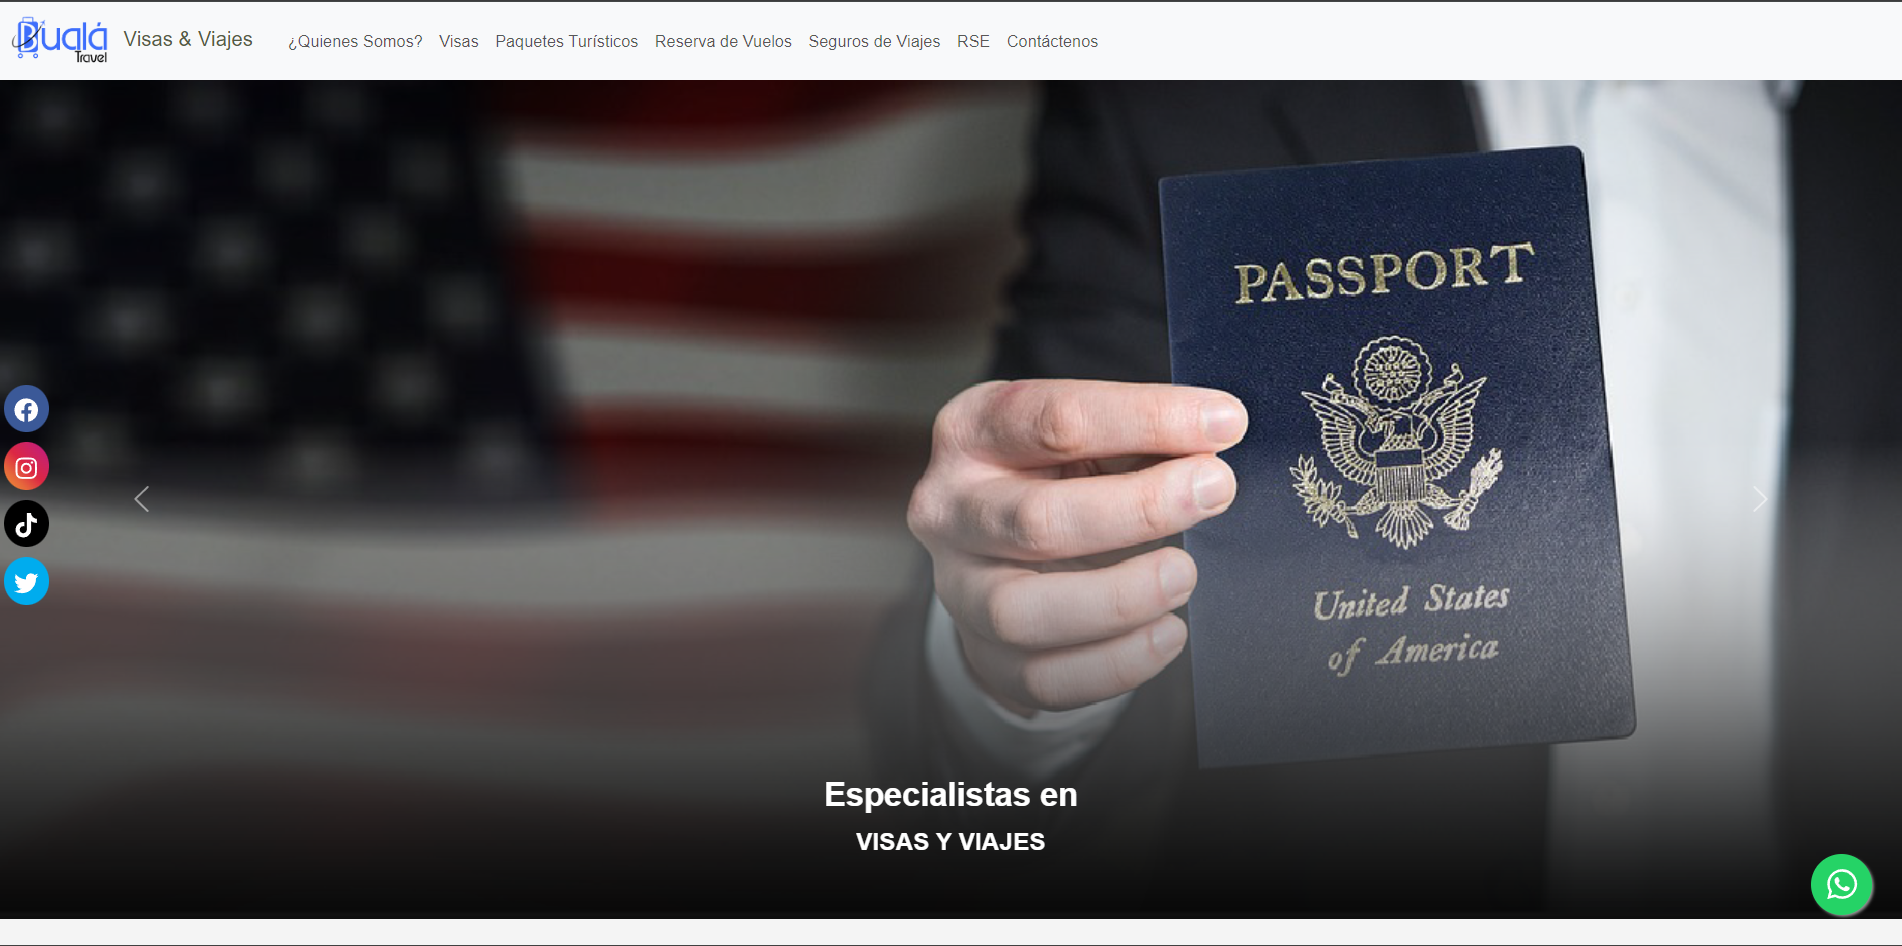 Bualá
Travel
Visas & Viajes
¿Quienes Somos?
Visas
Paquetes Turísticos
Reserva de Vuelos
Seguros de Viajes
RSE
Contáctenos
PASSPORT
United States
of America
Especialistas en
VISAS Y VIAJES